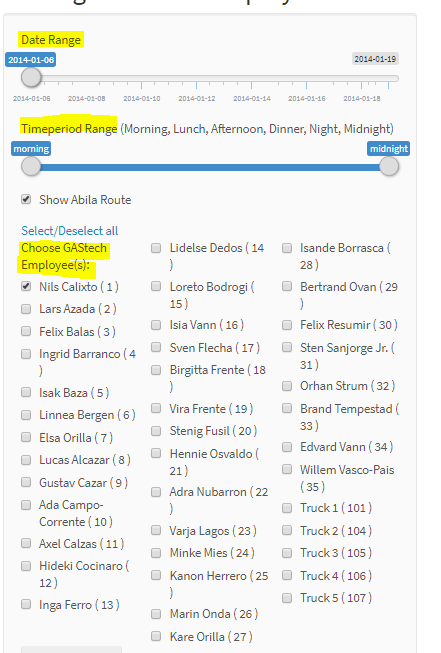 Date Range
2014-01-06
2014-01-19
2014-01-06 2014-01-08 2014-01-10 2014-01-12 2014-01-14 2014-01-16 2014-01-18
Timeperiod Range (Morning, Lunch, Afternoon, Dinner, Night, Midnight)
morning
midnight
Show Abila Route
Select/Deselect all
Choose GAStech
Employee(s):
Nils Calixto ( 1 )
Lars Azada ( 2 )
Felix Balas ( 3 )
Ingrid Barranco ( 4
)
Isak Baza ( 5 )
Linnea Bergen ( 6 )
Elsa Orilla ( 7 )
Lucas Alcazar ( 8 )
Gustav Cazar ( 9 )
Ada Campo-
Corrente ( 10 )
Axel Calzas ( 11 )
Hideki Cocinaro (
12 )
Inga Ferro ( 13 )
Lidelse Dedos ( 14
)
Loreto Bodrogi (
15 )
Isia Vann ( 16 )
Sven Flecha ( 17 )
Birgitta Frente ( 18
)
Vira Frente ( 19 )
Stenig Fusil ( 20 )
Hennie Osvaldo (
21 )
Adra Nubarron ( 22
)
Varja Lagos ( 23 )
Minke Mies ( 24 )
Kanon Herrero ( 25
)
Marin Onda ( 26 )
Kare Orilla ( 27 )
Isande Borrasca (
28 )
Bertrand Ovan ( 29
)
Felix Resumir ( 30 )
Sten Sanjorge Jr. (
31 )
Orhan Strum ( 32 )
Brand Tempestad (
33 )
Edvard Vann ( 34 )
Willem Vasco-Pais
( 35 )
Truck 1 ( 101 )
Truck 2 ( 104 )
Truck 3 ( 105 )
Truck 4 ( 106 )
Truck 5 ( 107 )